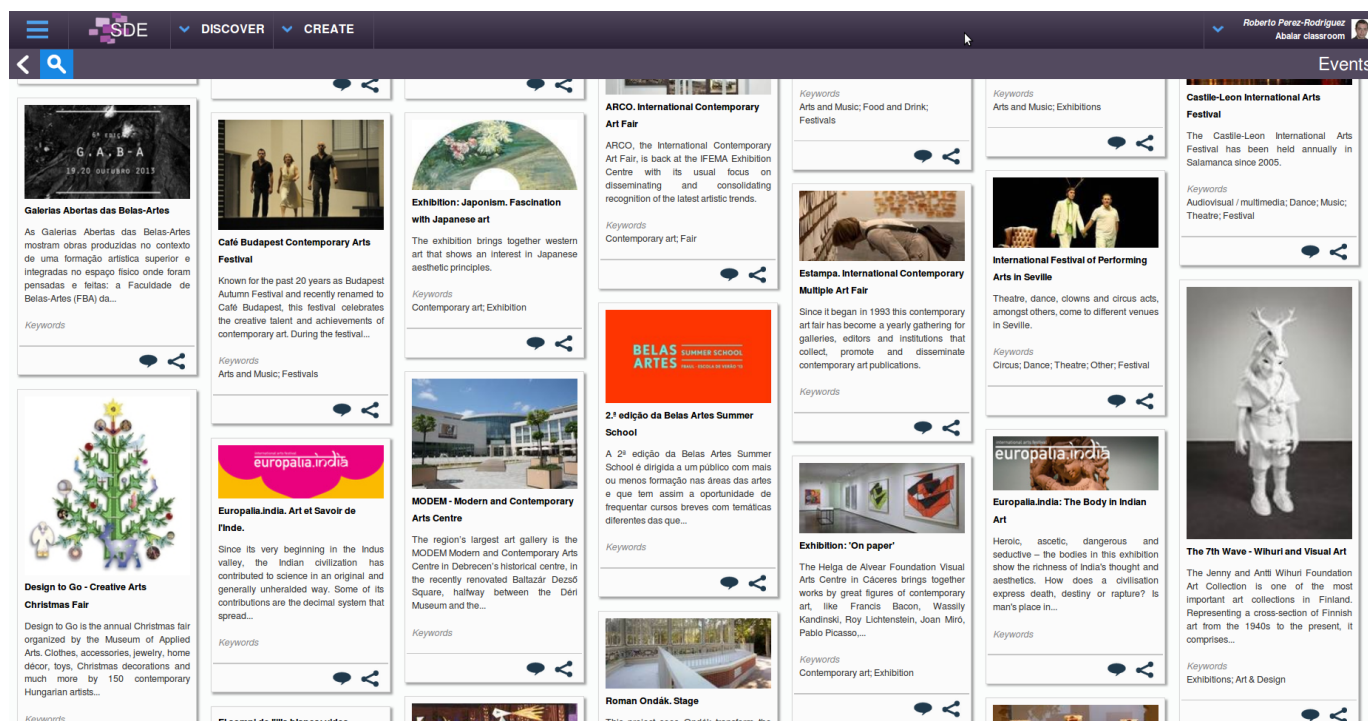 SDE
DISCOVER
CREATE
Roberto Perez-Rodriguez
Abalar classroom
Events
G.A.B-A
19.20 outubro 2013
Galerias Abertas das Belas-Artes
As Galerias Abertas das Belas-Artes
mostram obras produzidas no contexto
de uma formação artística superior e
integradas no espaço físico onde foram
pensadas e feitas: a Faculdade de
Belas-Artes (FBA) da...
Keywords
Design to Go - Creative Arts
Christmas Fair
Design to Go is the annual Christmas fair
organized by the Museum of Applied
Arts. Clothes, accessories, jewelry, home
décor, toys, Christmas decorations and
much more by 150 contemporary
Hungarian artists...
Keywords
Café Budapest Contemporary Arts
Festival
Known for the past 20 years as Budapest
Autumn Festival and recently renamed to
Café Budapest, this festival celebrates
the creative talent and achievements of
contemporary art. During the festival...
Keywords
Arts and Music; Festivals
international arts festival
europalia.india
Europalia.india. Art et Savoir de
l'Inde.
Since its very beginning in the Indus
valley, the Indian civilization has
contributed to science in an original and
generally unheralded way. Some of its
contributions are the decimal system that
spread...
Keywords
Exhibition: Japonism. Fascination
with Japanese art
The exhibition brings together western
art that shows an interest in Japanese
aesthetic principles.
Keywords
Contemporary art; Exhibition
MODEM - Modern and Contemporary
Arts Centre
The region's largest art gallery is the
MODEM Modern and Contemporary Arts
Centre in Debrecen's historical centre, in
the recently renovated Baltazár Dezső
Square, halfway between the Déri
Museum and the...
Keywords
ARCO. International Contemporary
Art Fair
ARCO, the International Contemporary
Art Fair, is back at the IFEMA Exhibition
Centre with its usual focus on
disseminating and consolidating
recognition of the latest artistic trends.
Keywords
Contemporary art; Fair
BELAS
ARTES
SUMMER SCHOOL
2.ª edição da Belas Artes Summer
School
A 2ª edição da Belas Artes Summer
School é dirigida a um público com mais
ou menos formação nas áreas das artes
e que tem assim a oportunidade de
frequentar cursos breves com temáticas
diferentes das que...
Keywords
Roman Ondák. Stage
Keywords
Arts and Music; Food and Drink;
Festivals
Estampa. International Contemporary
Multiple Art Fair
Since it began in 1993 this contemporary
art fair has become a yearly gathering for
galleries, editors and institutions that
collect, promote and disseminate
contemporary art publications.
Keywords
Exhibition: 'On paper'
The Helga de Alvear Foundation Visual
Arts Centre in Cáceres brings together
works by great figures of contemporary
art, like Francis Bacon, Wassily
Kandinski, Roy Lichtenstein, Joan Miró,
Pablo Picasso,...
Keywords
Contemporary art; Exhibition
Keywords
Arts and Music; Exhibitions
International Festival of Performing
Arts in Seville
Theatre, dance, clowns and circus acts,
amongst others, come to different venues
in Seville.
Keywords
Circus; Dance; Theatre; Other; Festival
international arts festival
europalia.india
Europalia.india: The Body in Indian
Art
Heroic, ascetic, dangerous and
seductive – the bodies in this exhibition
show the richness of India's thought and
aesthetics. How does a civilisation
express death, destiny or rapture? Is
man's place in...
Keywords
Castile-Leon International Arts
Festival
The Castile-Leon International Arts
Festival has been held annually in
Salamanca since 2005.
Keywords
Audiovisual / multimedia; Dance; Music;
Theatre; Festival
The 7th Wave - Wihuri and Visual Art
The Jenny and Antti Wihuri Foundation
Art Collection is one of the most
important art collections in Finland.
Representing a cross-section of Finnish
art from the 1940s to the present, it
comprises...
Keywords
Exhibitions; Art & Design